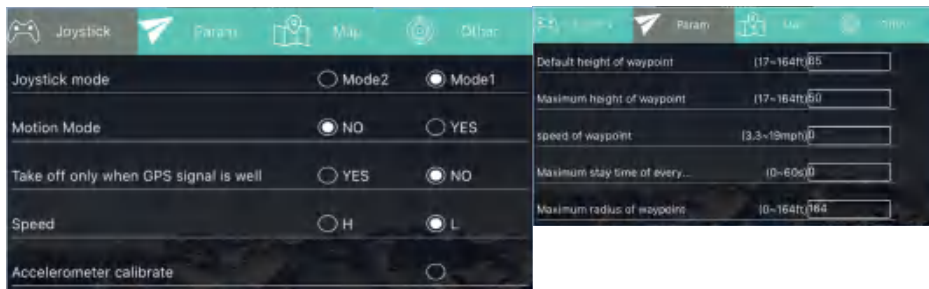 Joystick Param Map Other
Joystick mode Mode2 Mode1
Motion Mode NO YES
Take off only when GPS signal is well YES NO
Speed H L
Accelerometer calibrate
Param
Default height of waypoint (17~164ft) 65
Maximum height of waypoint (17~164ft) 50
speed of waypoint (3.3~19mph) 0
Maximum stay time of every... (0~60s) 0
Maximum radius of waypoint (0~164ft) 164